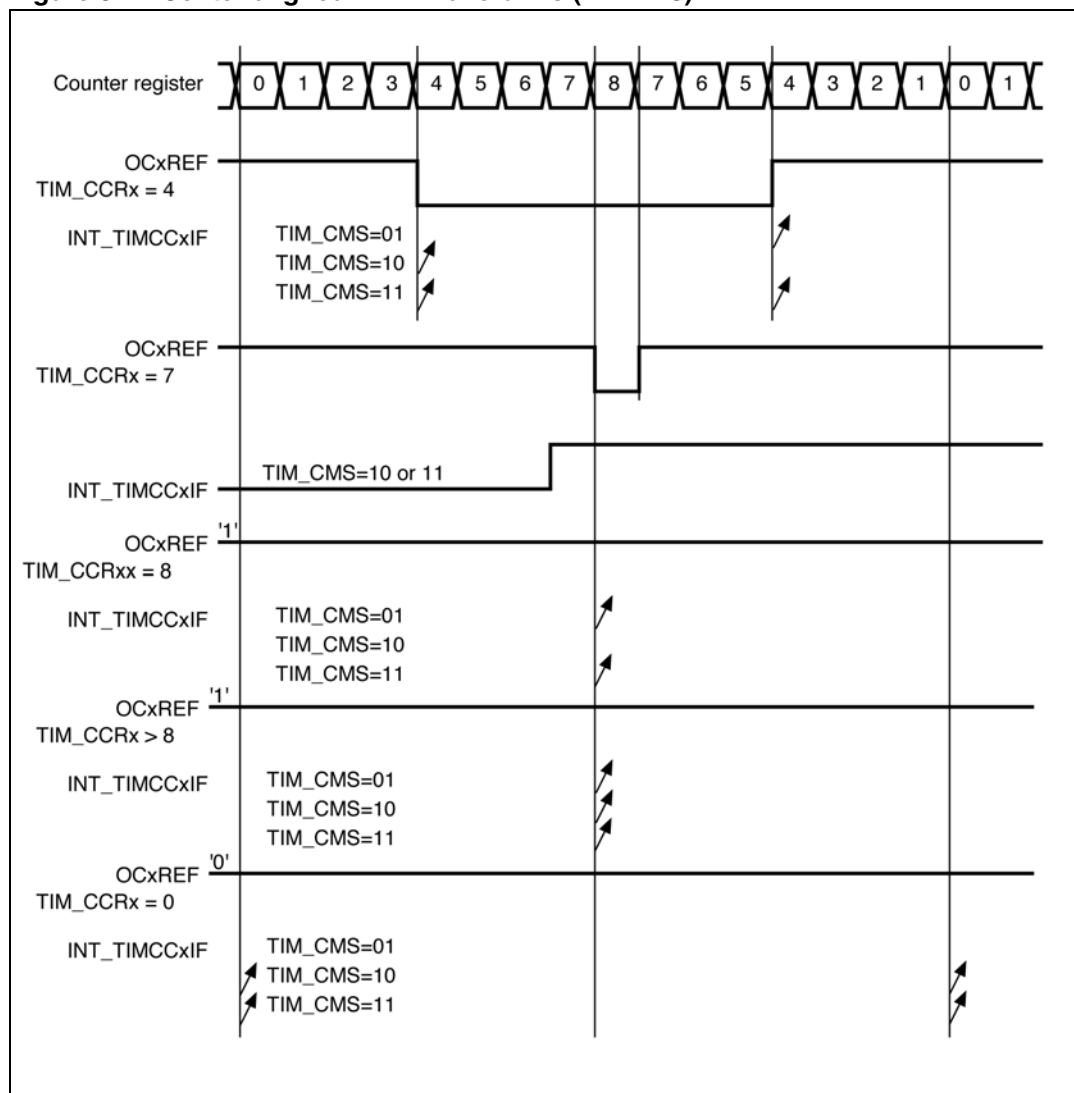 Counter register 0 1 2 3 4 5 6 7 8 7 6 5 4 3 2 1 0 1
OCxREF
TIM_CCRx = 4
INT_TIMCCxIF
TIM_CMS=01
TIM_CMS=10
TIM_CMS=11
OCxREF
TIM_CCRx = 7
TIM_CMS=10 or 11
INT_TIMCCxIF
OCxREF '1'
TIM_CCRxx = 8
INT_TIMCCxIF
TIM_CMS=01
TIM_CMS=10
TIM_CMS=11
OCxREF '1'
TIM_CCRx > 8
INT_TIMCCxIF
TIM_CMS=01
TIM_CMS=10
TIM_CMS=11
OCxREF '0'
TIM_CCRx = 0
INT_TIMCCxIF
TIM_CMS=01
TIM_CMS=10
TIM_CMS=11